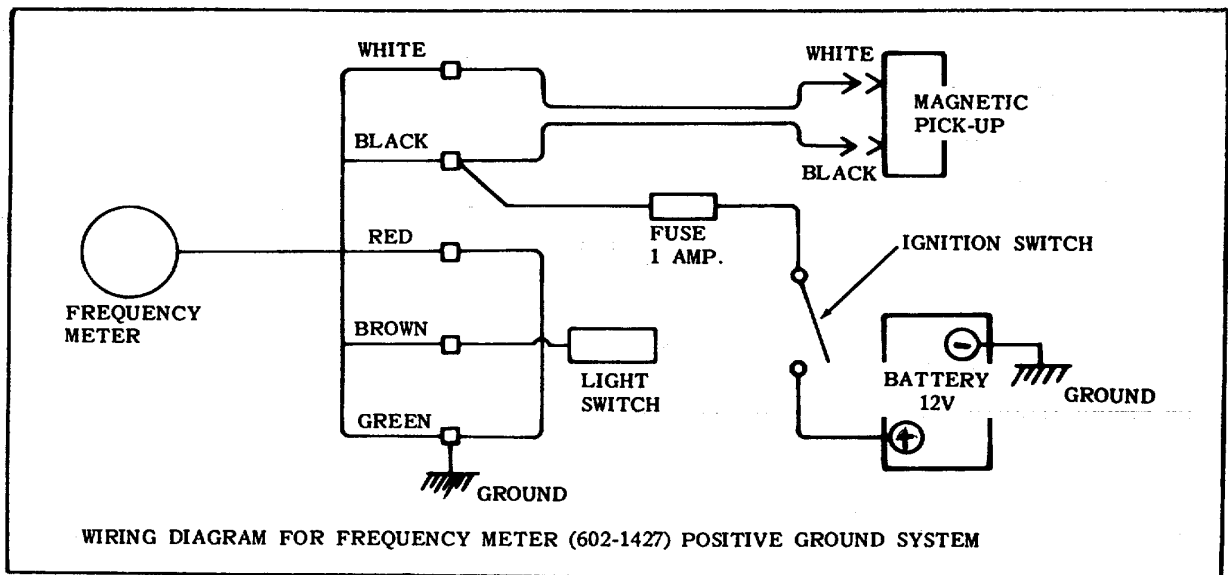 WHITE
WHITE
MAGNETIC
PICK-UP
BLACK
BLACK
RED
FUSE
1 AMP.
IGNITION SWITCH
FREQUENCY
METER
BROWN
LIGHT
SWITCH
−
BATTERY
12V
GROUND
GREEN
+
GROUND
WIRING DIAGRAM FOR FREQUENCY METER (602-1427) POSITIVE GROUND SYSTEM